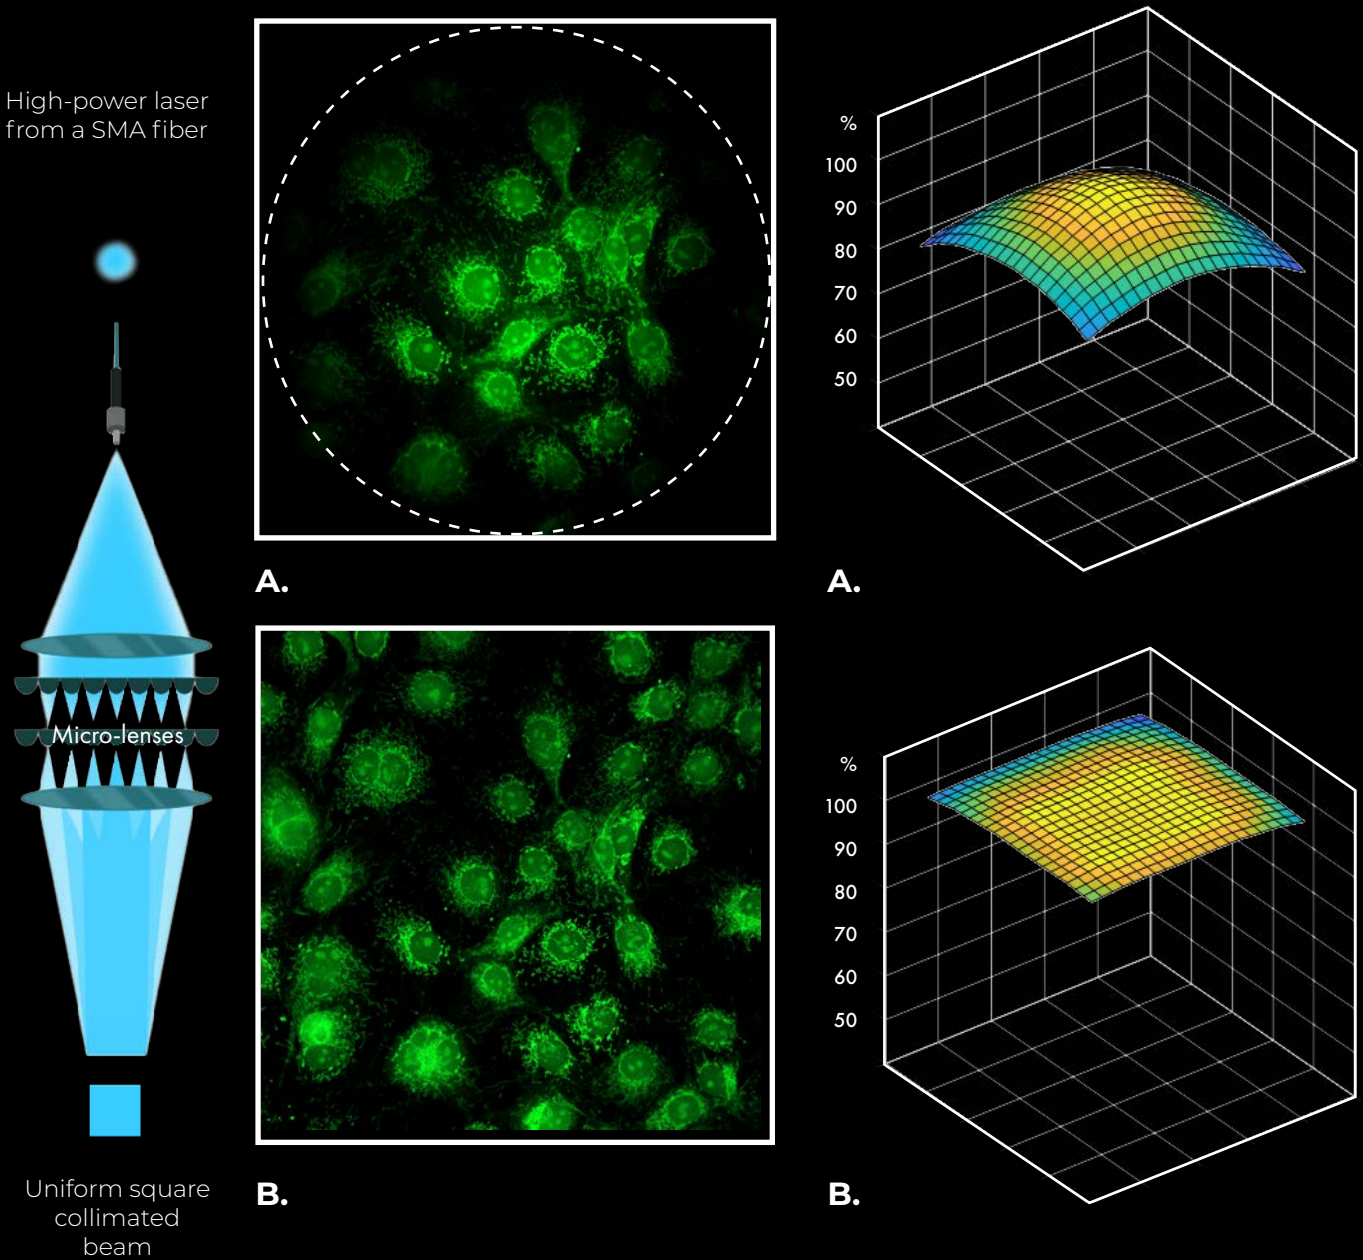 High-power laser
from a SMA fiber
Micro-lenses
Uniform square
collimated
beam
A.
B.
%
100
90
80
70
60
50
A.
%
100
90
80
70
60
50
B.